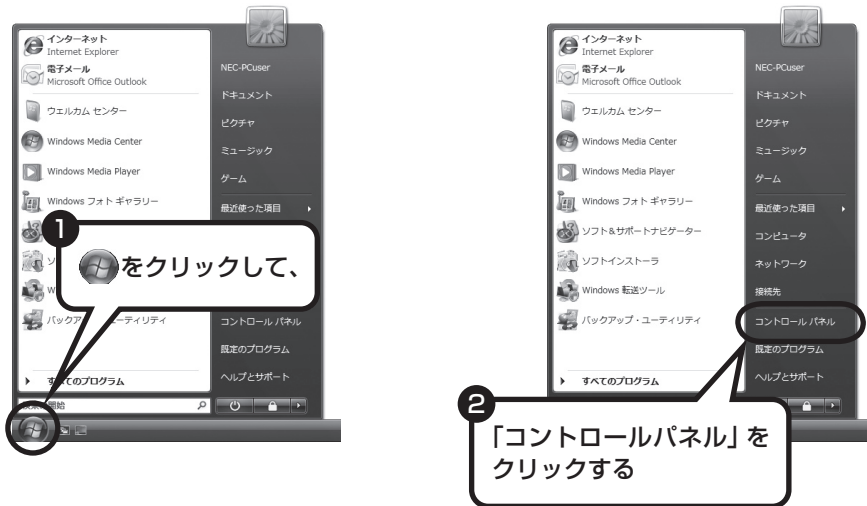 インターネット
Internet Explorer
電子メール
Microsoft Office Outlook
ウェルカム センター
Windows Media Center
Windows Media Player
Windows フォト ギャラリー
バックア
ーティリティ
すべてのプログラム
NEC-PCuser
ドキュメント
ピクチャ
ミュージック
ゲーム
最近使った項目
コントロール パネル
既定のプログラム
ヘルプとサポート
1
をクリックして、
インターネット
Internet Explorer
電子メール
Microsoft Office Outlook
ウェルカム センター
Windows Media Center
Windows Media Player
Windows フォト ギャラリー
ソフト&サポートナビゲーター
ソフトインストーラ
Windows 転送ツール
バックアップ・ユーティリティ
すべてのプログラム
NEC-PCuser
ドキュメント
ピクチャ
ミュージック
ゲーム
最近使った項目
コンピュータ
ネットワーク
接続先
コントロール パネル
既定のプログラム
ヘルプとサポート
2
「コントロールパネル」を
クリックする